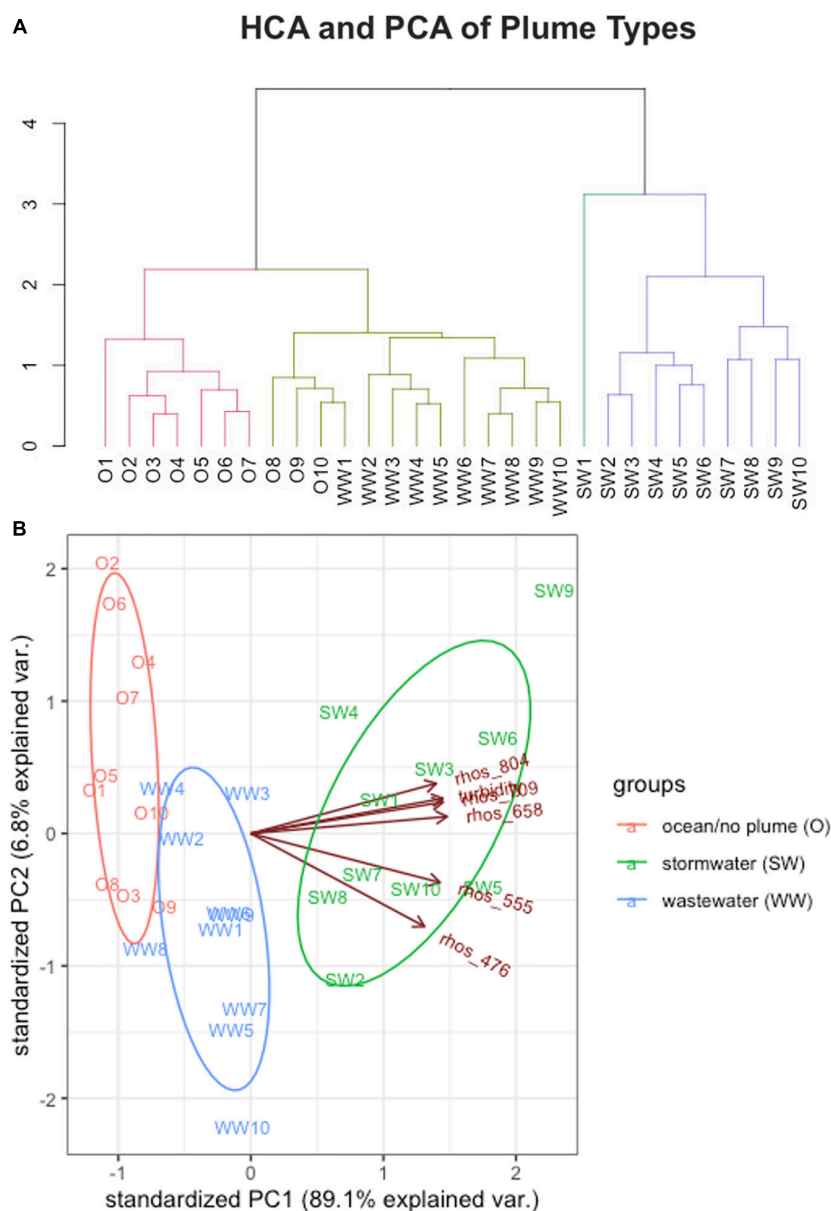 A
HCA and PCA of Plume Types
4
3
2
1
0
O1 O2 O3 O4 O5 O6 O7 O8 O9 O10 WW1 WW2 WW3 WW4 WW5 WW6 WW7 WW8 WW9 WW10 SW1 SW2 SW3 SW4 SW5 SW6 SW7 SW8 SW9 SW10
B
standardized PC2 (6.8% explained var.)
2
1
0
-1
-2
O2
SW9
O6
O4
O7
SW4
SW6
SW3
rhos_804
O5
O1
WW4
WW3
turbidity
rhos_709
SW1
O10
rhos_658
WW2
SW7
O8
SW10
SW5
O3
SW8
rhos_555
O9
WW6
WW9
WW1
WW8
rhos_476
SW2
WW7
WW5
WW10
-1 0 1 2
standardized PC1 (89.1% explained var.)
groups
a ocean/no plume (O)
a stormwater (SW)
a wastewater (WW)